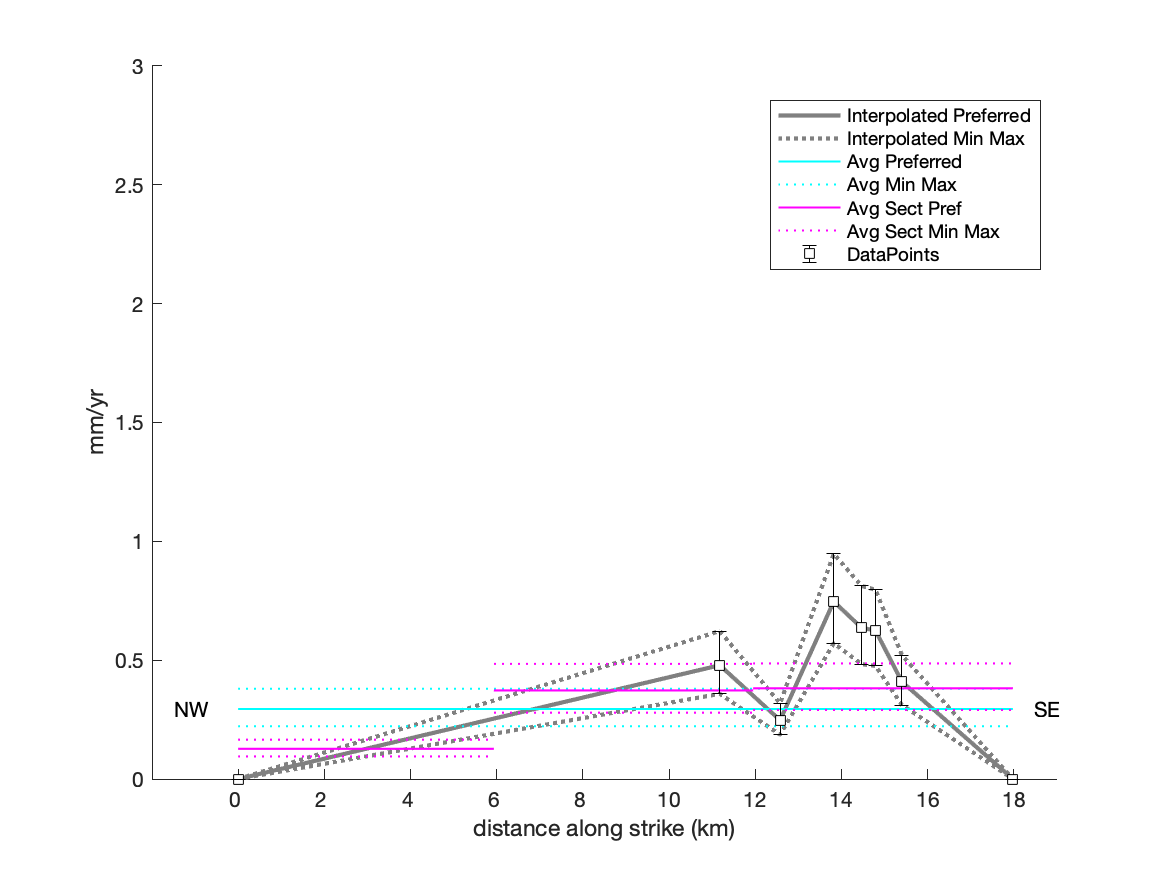 3
2.5
2
1.5
1
0.5
0
mm/yr
Interpolated Preferred
Interpolated Min Max
Avg Preferred
Avg Min Max
Avg Sect Pref
Avg Sect Min Max
DataPoints
NW
SE
0 2 4 6 8 10 12 14 16 18
distance along strike (km)